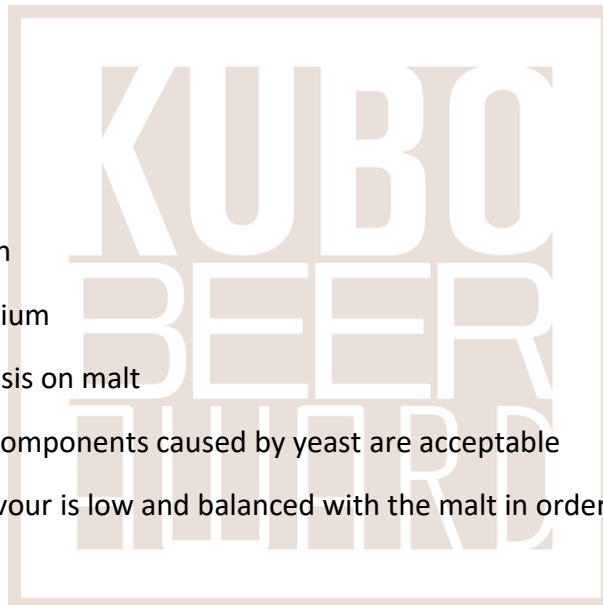 KUBO
n
BEER
ium
sis on malt
omponents caused by yeast are acceptable
AWARD
vour is low and balanced with the malt in order